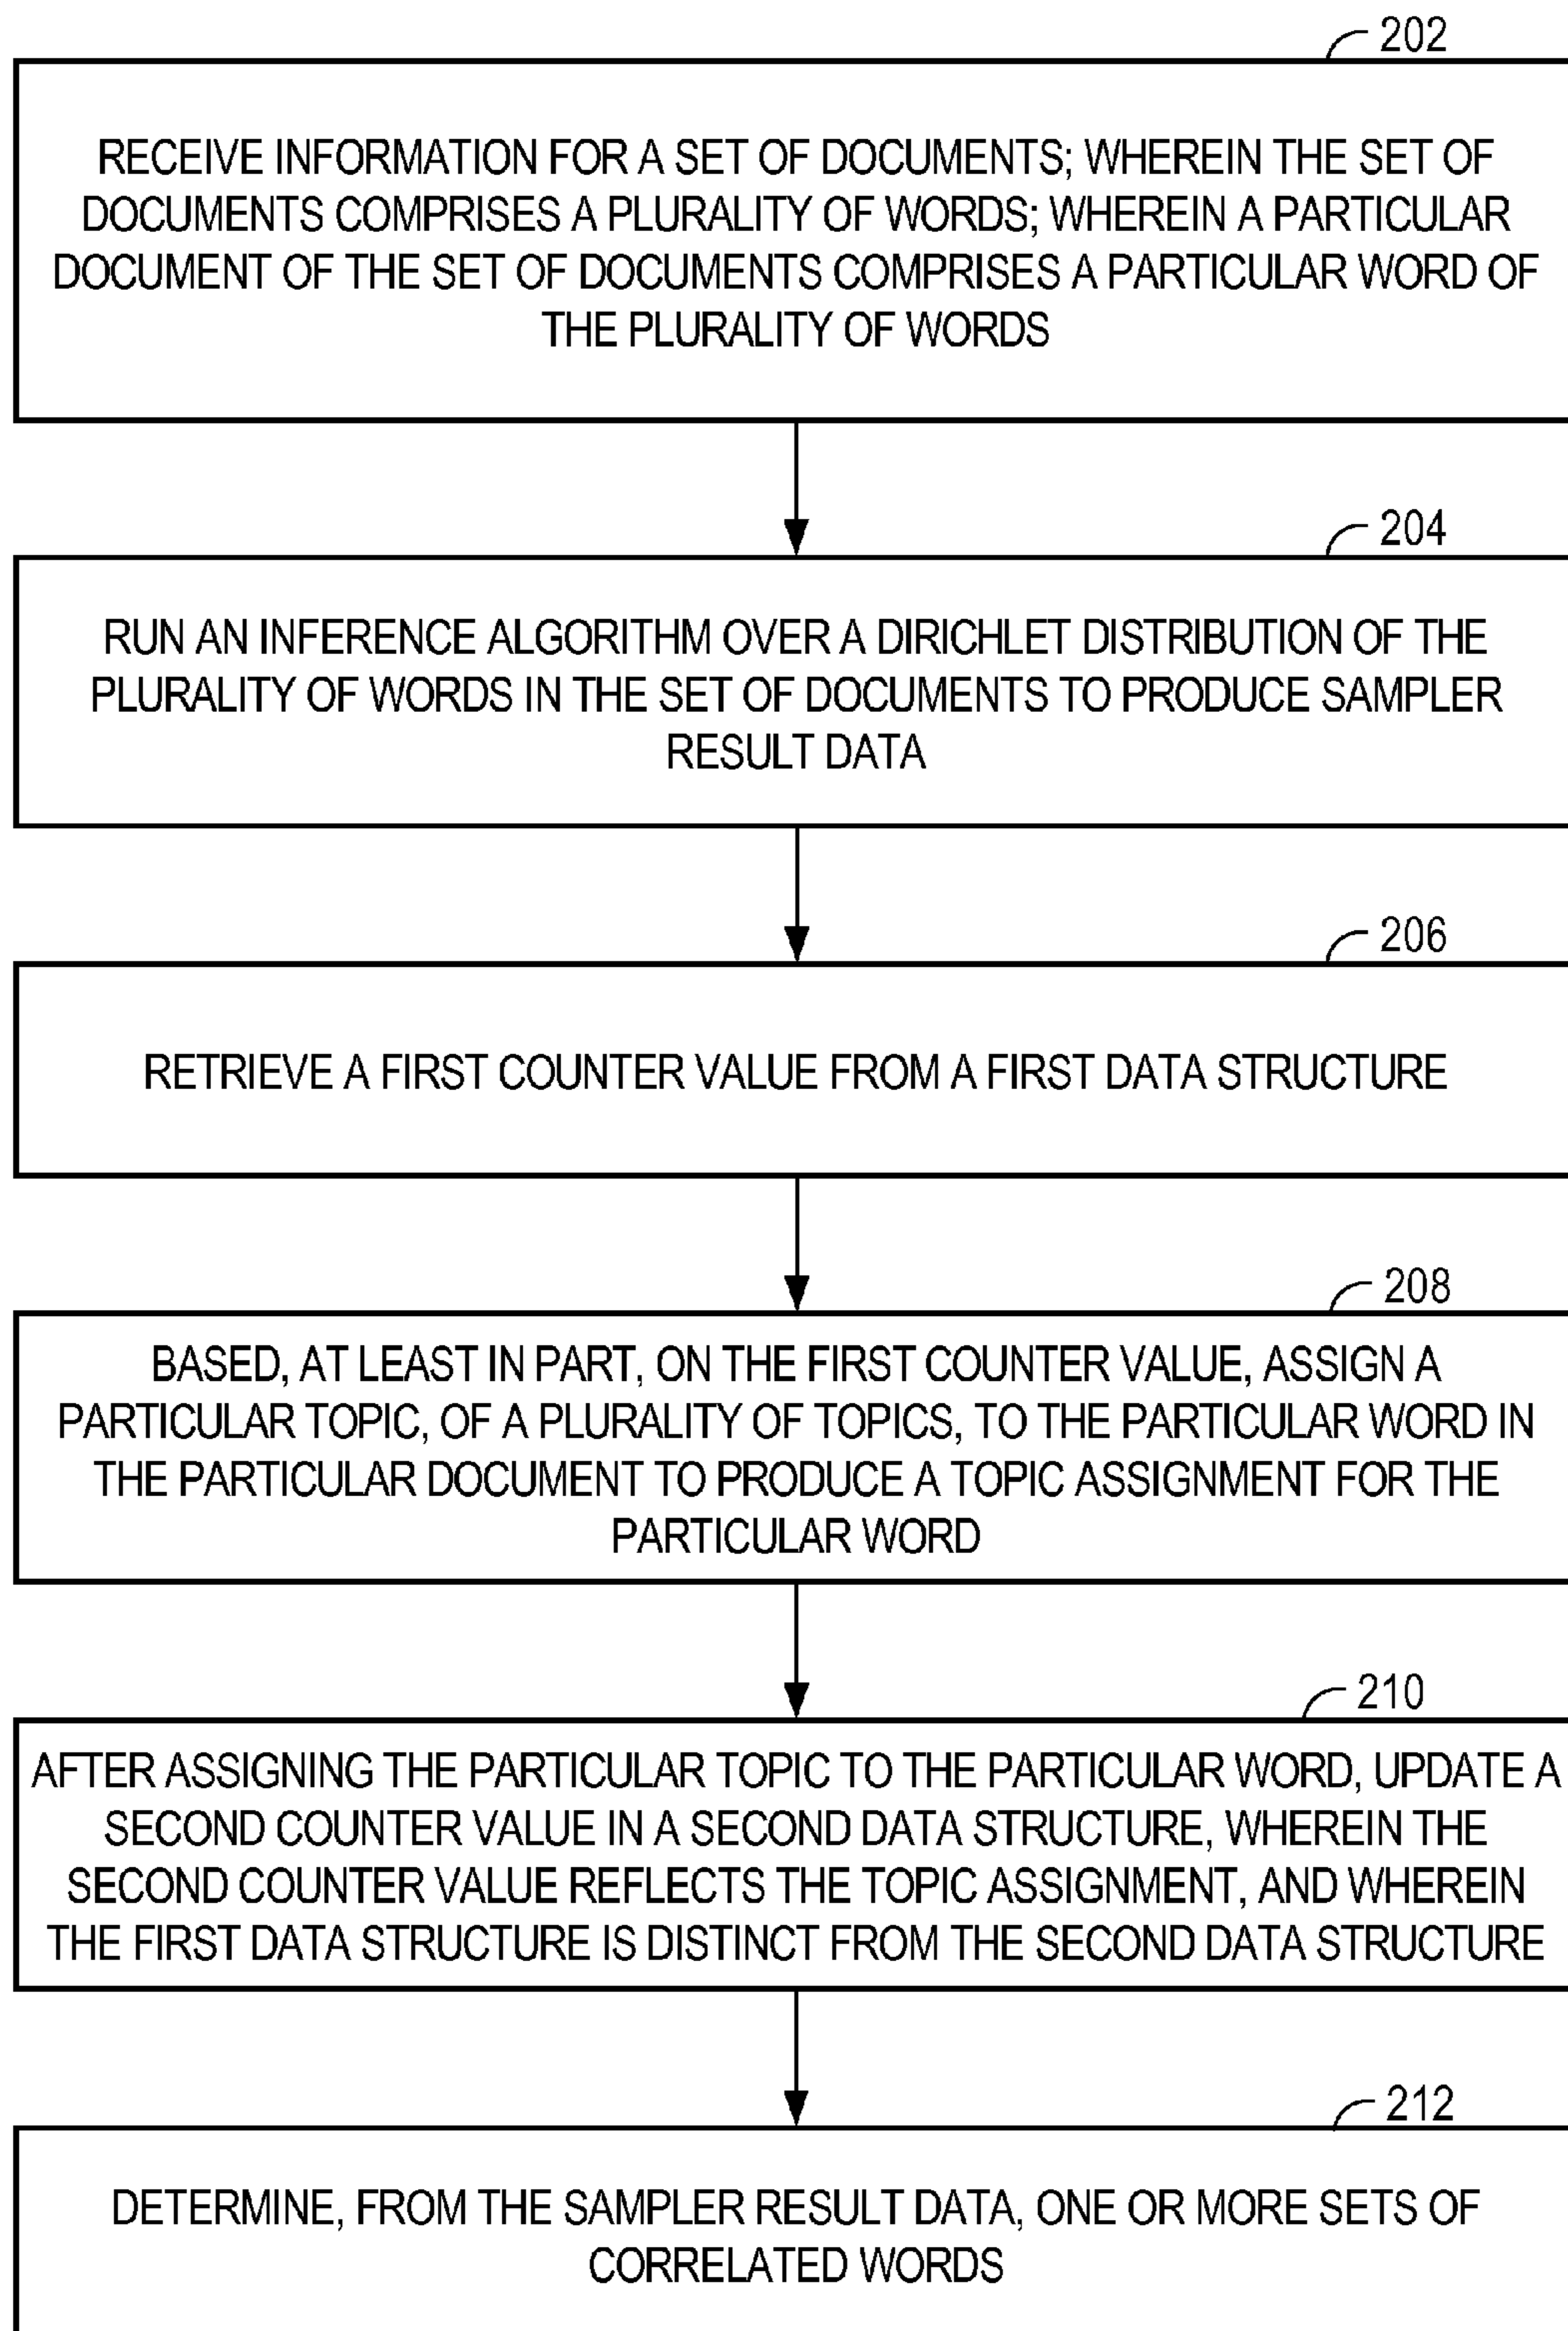 202
RECEIVE INFORMATION FOR A SET OF DOCUMENTS; WHEREIN THE SET OF
DOCUMENTS COMPRISES A PLURALITY OF WORDS; WHEREIN A PARTICULAR
DOCUMENT OF THE SET OF DOCUMENTS COMPRISES A PARTICULAR WORD OF
THE PLURALITY OF WORDS
204
RUN AN INFERENCE ALGORITHM OVER A DIRICHLET DISTRIBUTION OF THE
PLURALITY OF WORDS IN THE SET OF DOCUMENTS TO PRODUCE SAMPLER
RESULT DATA
206
RETRIEVE A FIRST COUNTER VALUE FROM A FIRST DATA STRUCTURE
208
BASED, AT LEAST IN PART, ON THE FIRST COUNTER VALUE, ASSIGN A
PARTICULAR TOPIC, OF A PLURALITY OF TOPICS, TO THE PARTICULAR WORD IN
THE PARTICULAR DOCUMENT TO PRODUCE A TOPIC ASSIGNMENT FOR THE
PARTICULAR WORD
210
AFTER ASSIGNING THE PARTICULAR TOPIC TO THE PARTICULAR WORD, UPDATE A
SECOND COUNTER VALUE IN A SECOND DATA STRUCTURE, WHEREIN THE
SECOND COUNTER VALUE REFLECTS THE TOPIC ASSIGNMENT, AND WHEREIN
THE FIRST DATA STRUCTURE IS DISTINCT FROM THE SECOND DATA STRUCTURE
212
DETERMINE, FROM THE SAMPLER RESULT DATA, ONE OR MORE SETS OF
CORRELATED WORDS